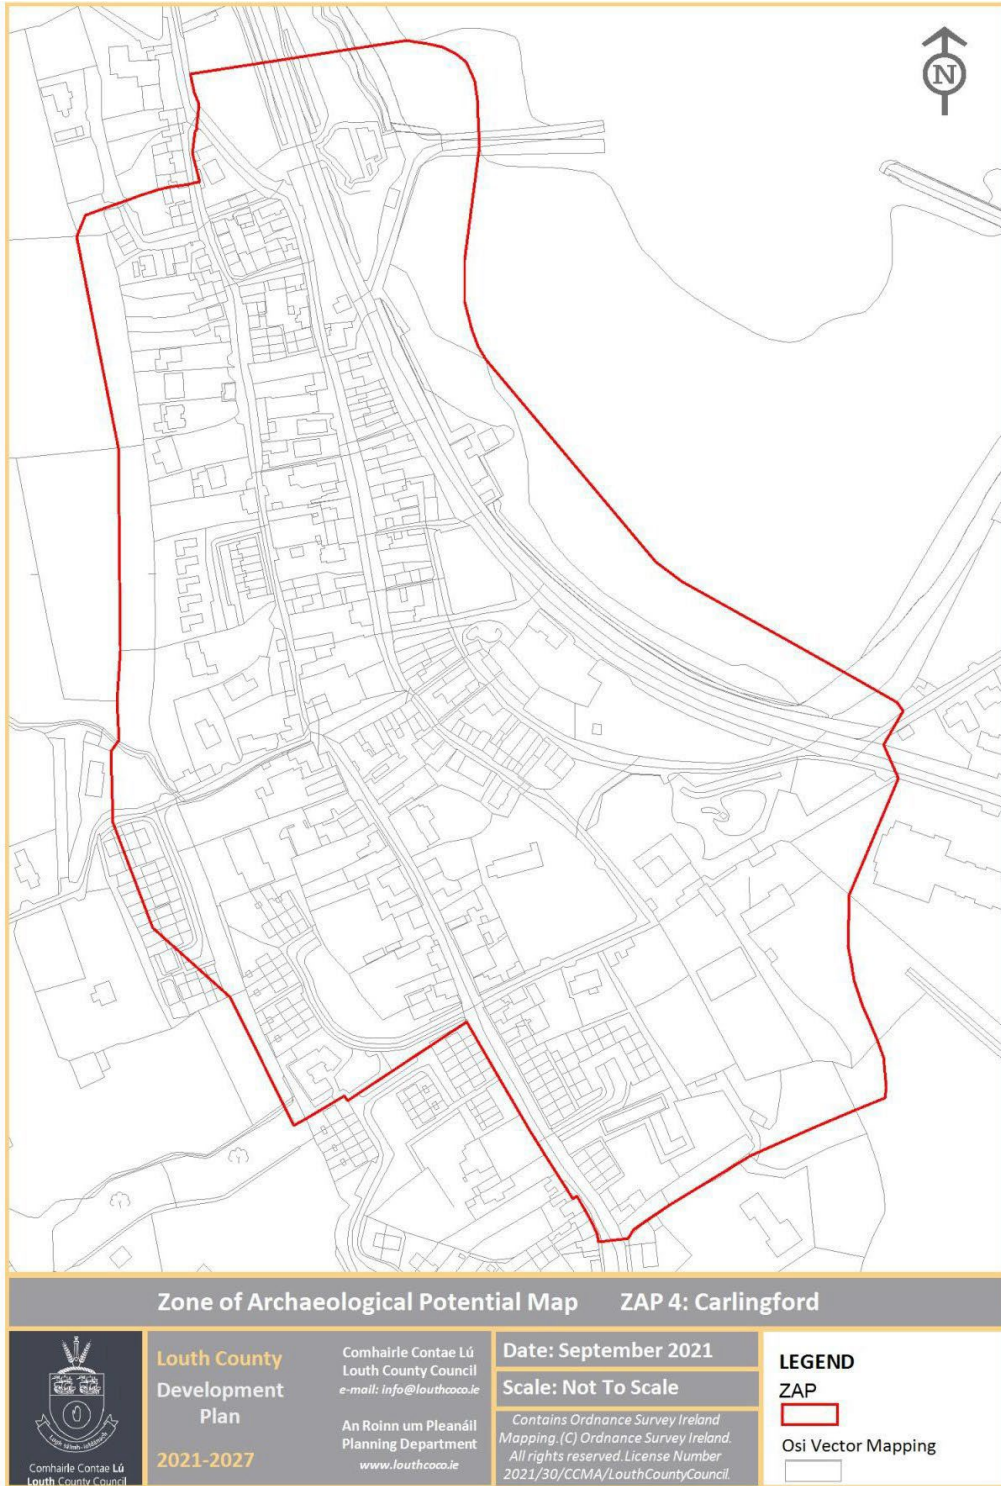 N
Zone of Archaeological Potential Map ZAP 4: Carlingford
Comhairle Contae Lú
Louth County Council
Louth County
Development
Plan
2021-2027
Comhairle Contae Lú
Louth County Council
e-mail: info@louthcoco.ie
An Roinn um Pleanáil
Planning Department
www.louthcoco.ie
Date: September 2021
Scale: Not To Scale
Contains Ordnance Survey Ireland
Mapping.(C) Ordnance Survey Ireland.
All rights reserved.License Number
2021/30/CCMA/LouthCountyCouncil.
LEGEND
ZAP
Osi Vector Mapping